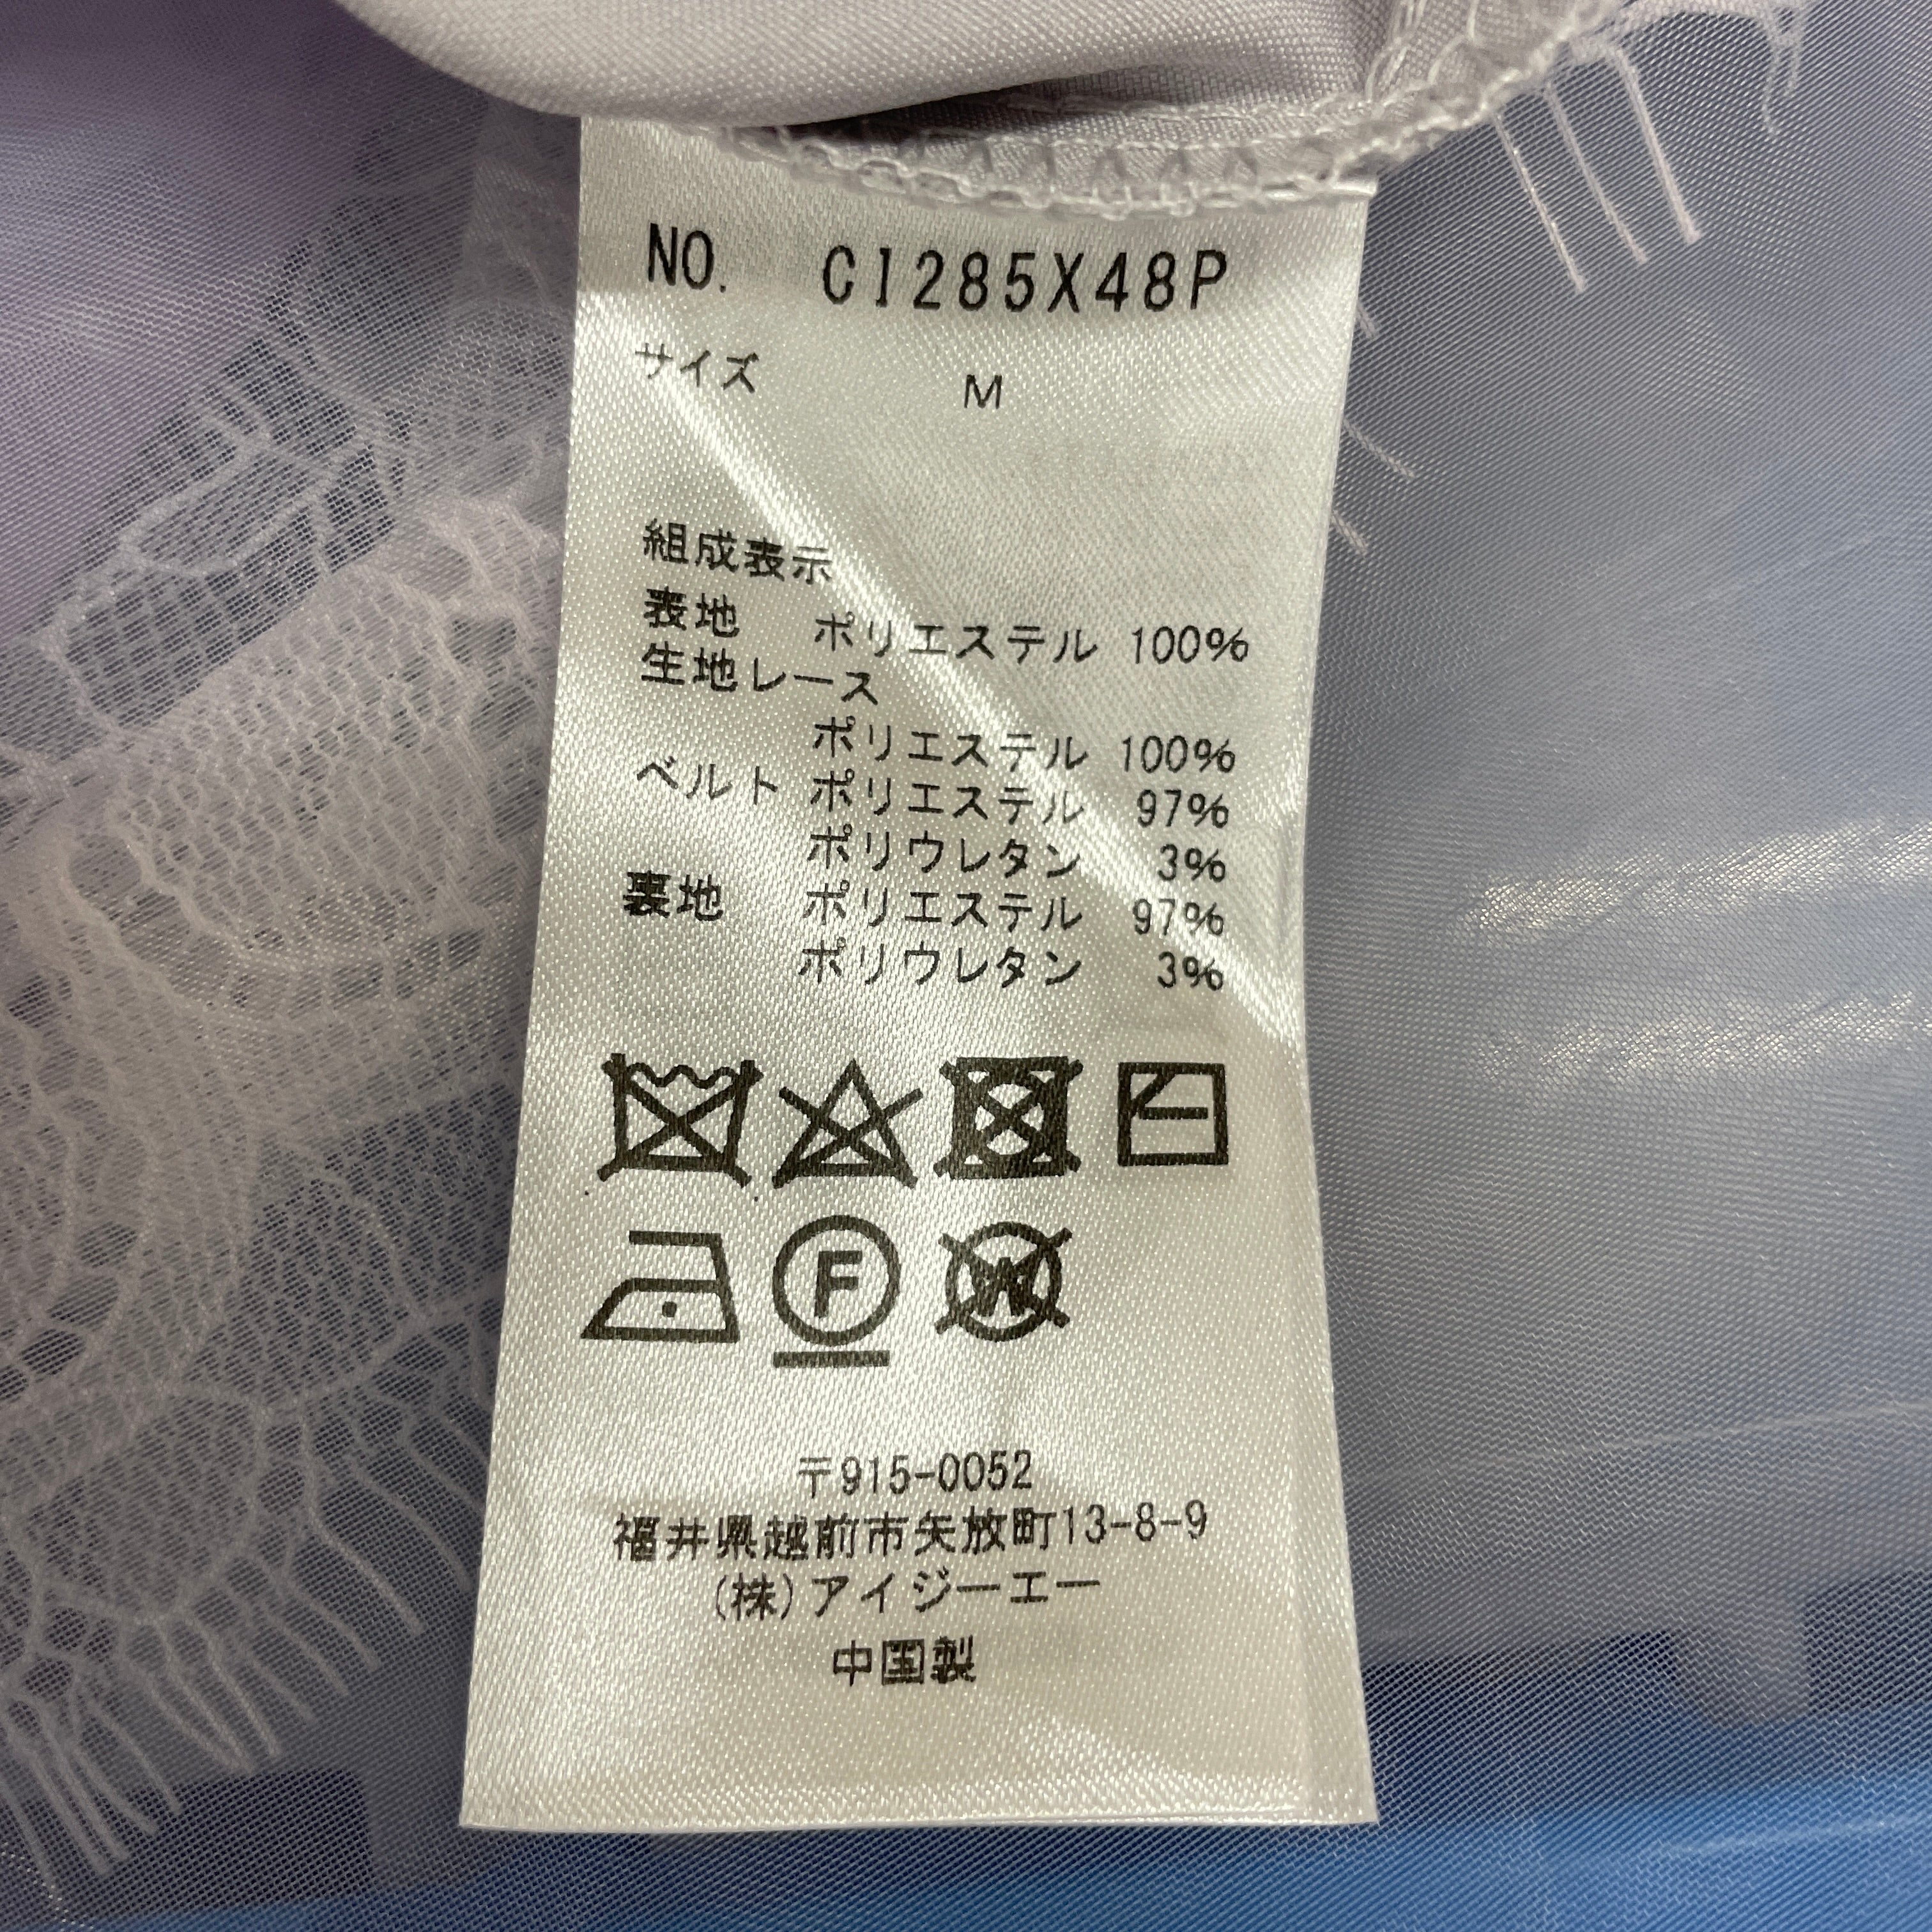 NO. CI285X48P
サイズ M
組成表示
表地 ポリエステル 100%
生地レース
ポリエステル 100%
ベルト ポリエステル 97%
ポリウレタン 3%
裏地 ポリエステル 97%
ポリウレタン 3%
F W
〒915-0052
福井県越前市矢放町13-8-9
(株)アイジーエー
中国製